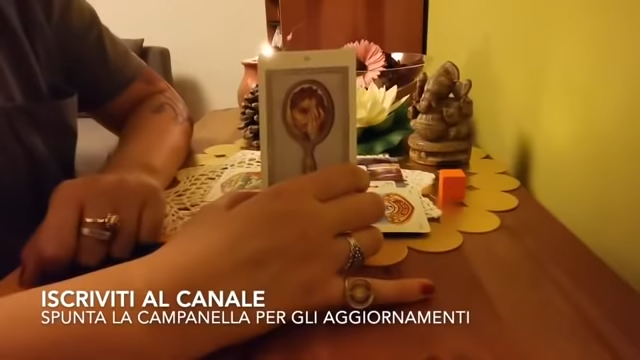 ISCRIVITI AL CANALE
SPUNTA LA CAMPANELLA PER GLI AGGIORNAMENTI